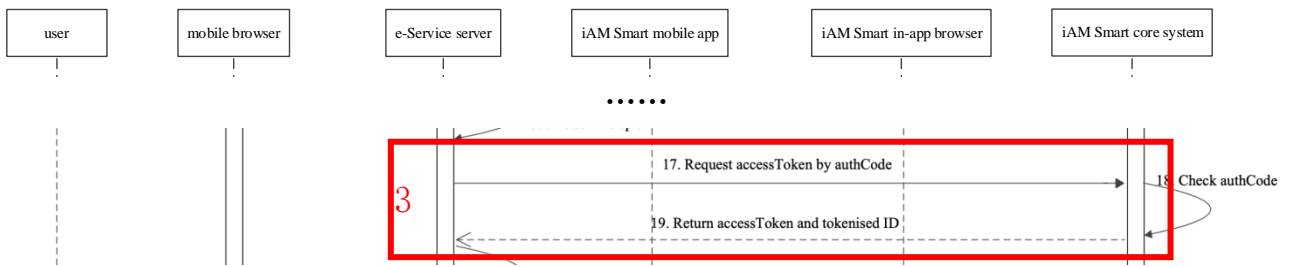 user
mobile browser
e-Service server
iAM Smart mobile app
iAM Smart in-app browser
iAM Smart core system
......
17. Request accessToken by authCode
18. Check authCode
3
19. Return accessToken and tokenised ID